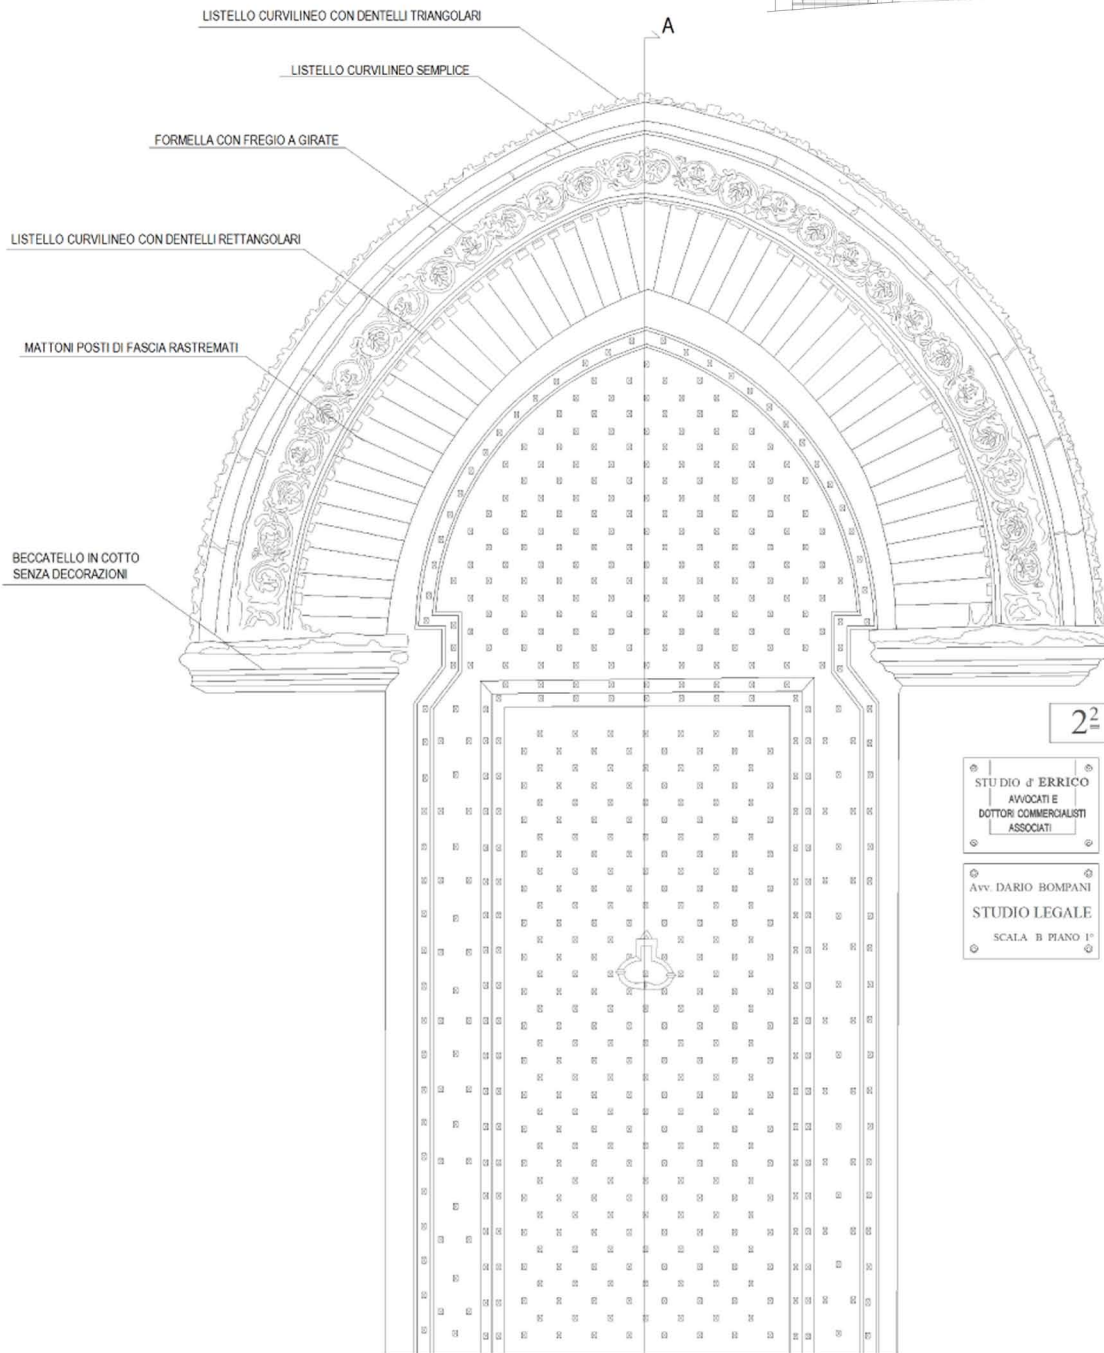 LISTELLO CURVILINEO CON DENTELLI TRIANGOLARI
A
LISTELLO CURVILINEO SEMPLICE
FORMELLA CON FREGIO A GIRATE
LISTELLO CURVILINEO CON DENTELLI RETTANGOLARI
MATTONI POSTI DI FASCIA RASTREMATI
BECCATELLO IN COTTO
SENZA DECORAZIONI
2²
STUDIO d' ERRICO
AVVOCATI E
DOTTORI COMMERCIALISTI
ASSOCIATI
Avv. DARIO BOMPANI
STUDIO LEGALE
SCALA B PIANO 1°